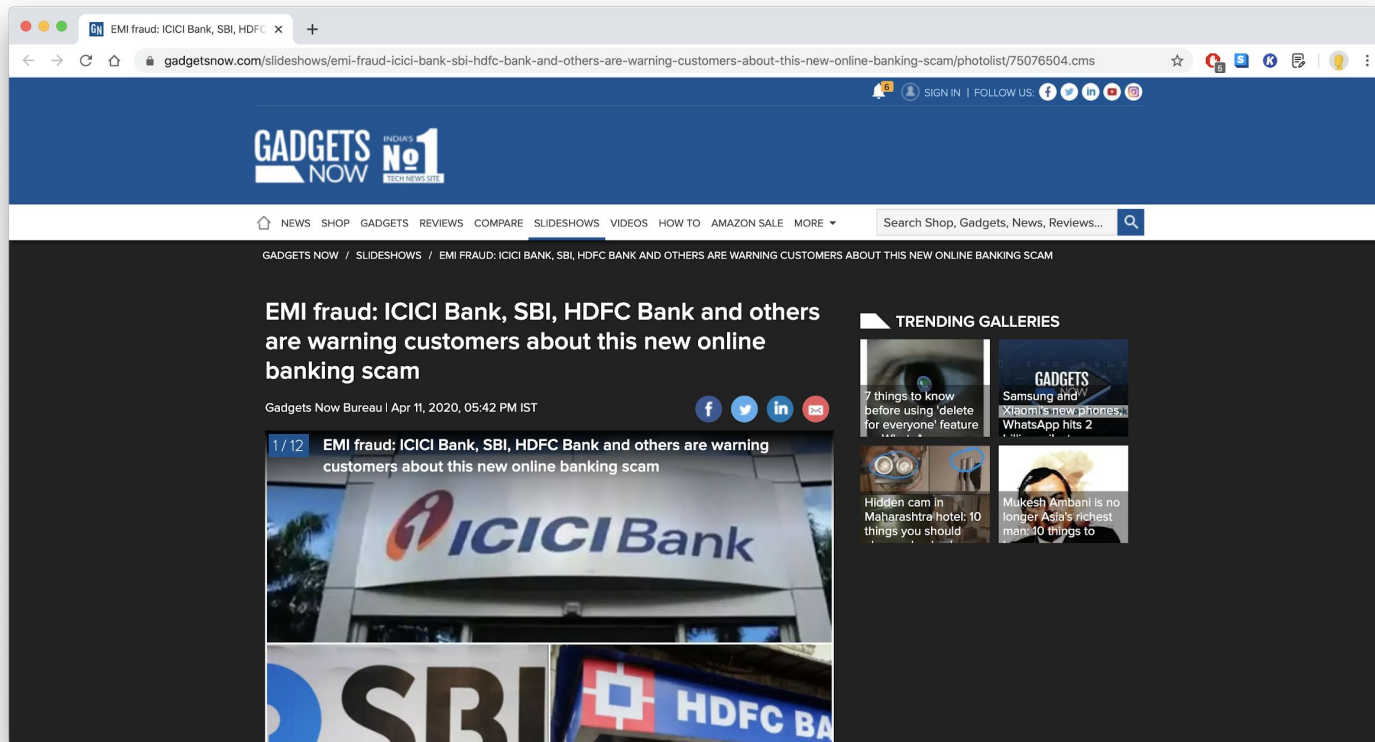 GN EMI fraud: ICICI Bank, SBI, HDFC
gadgetsnow.com/slideshows/emi-fraud-icici-bank-sbi-hdfc-bank-and-others-are-warning-customers-about-this-new-online-banking-scam/photolist/75076504.cms
5 S K
6 SIGN IN | FOLLOW US:
GADGETS NOW
INDIA'S No 1 TECH NEWS SITE
NEWS SHOP GADGETS REVIEWS COMPARE SLIDESHOWS VIDEOS HOW TO AMAZON SALE MORE
Search Shop, Gadgets, News, Reviews...
GADGETS NOW / SLIDESHOWS / EMI FRAUD: ICICI BANK, SBI, HDFC BANK AND OTHERS ARE WARNING CUSTOMERS ABOUT THIS NEW ONLINE BANKING SCAM
EMI fraud: ICICI Bank, SBI, HDFC Bank and others
are warning customers about this new online
banking scam
Gadgets Now Bureau | Apr 11, 2020, 05:42 PM IST
1 / 12 EMI fraud: ICICI Bank, SBI, HDFC Bank and others are warning
customers about this new online banking scam
ICICI Bank
SBI
HDFC BA
TRENDING GALLERIES
7 things to know
before using 'delete
for everyone' feature
GADGETS
NOW
Samsung and
Xiaomi's new phones,
WhatsApp hits 2
Hidden cam in
Maharashtra hotel: 10
things you should
Mukesh Ambani is no
longer Asia's richest
man: 10 things to